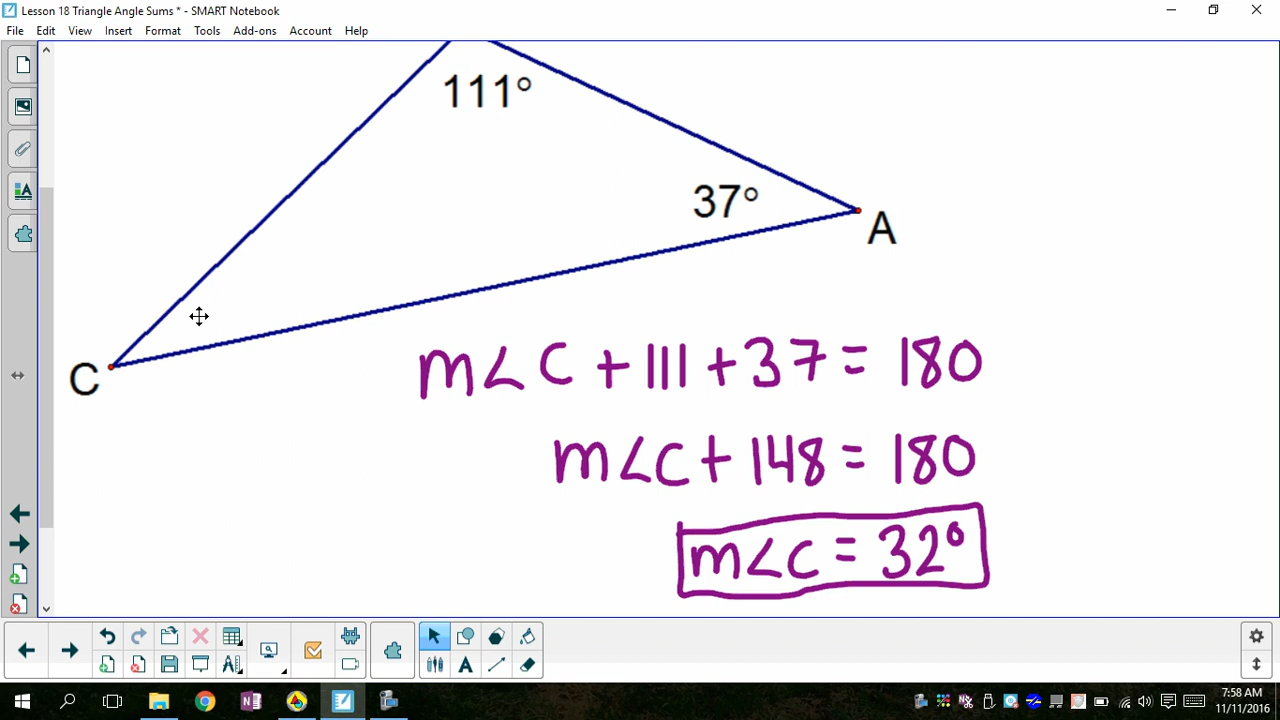 Lesson 18 Triangle Angle Sums * - SMART Notebook
File Edit View Insert Format Tools Add-ons Account Help
111°
37°
A
C
m∠C + 111 + 37 = 180
m∠C + 148 = 180
m∠C = 32°
7:58 AM
11/11/2016